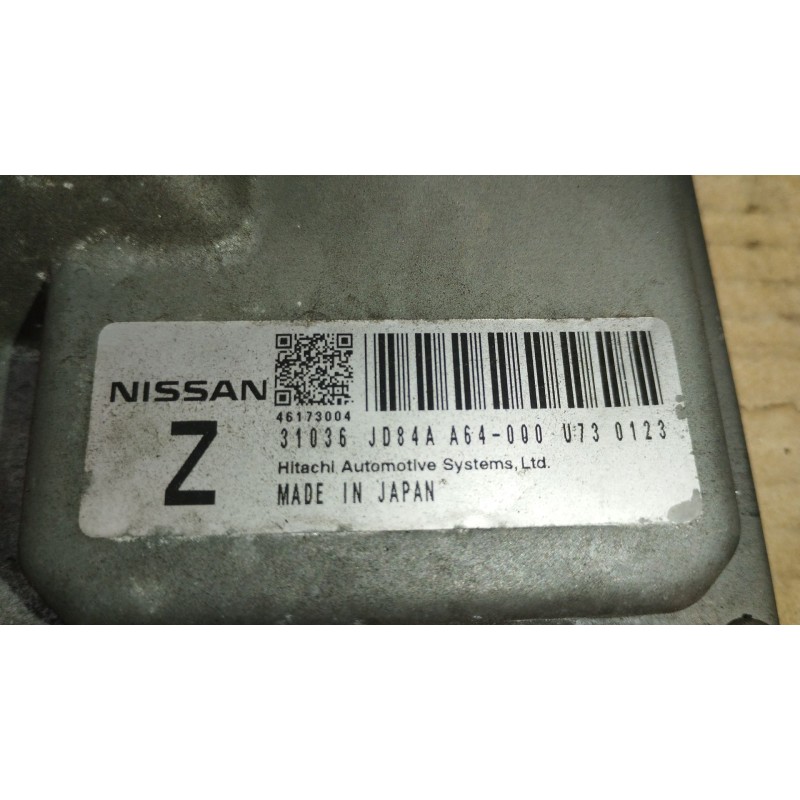 NISSAN
46173004
Z
31036 JD84A A64-000 U73 0123
Hitachi Automotive Systems, Ltd.
MADE IN JAPAN